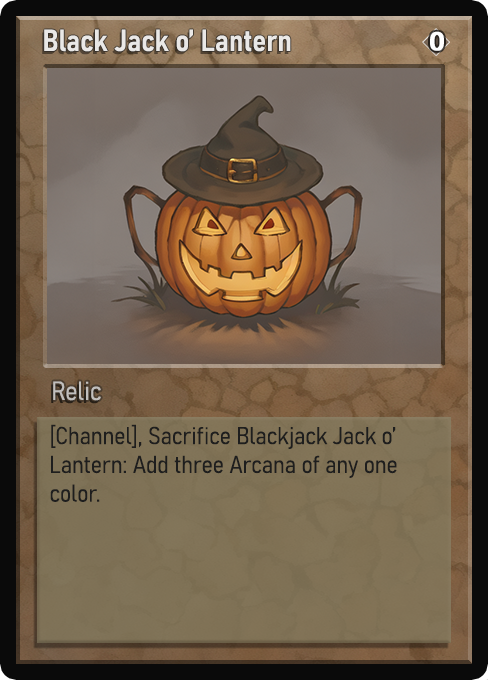 Black Jack o' Lantern
0
Relic
[Channel], Sacrifice Blackjack Jack o'
Lantern: Add three Arcana of any one
color.